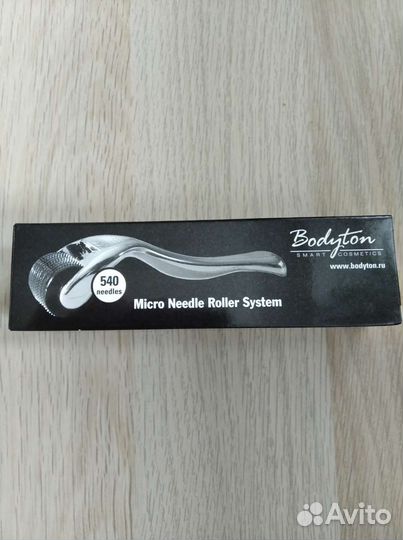 Bodyton
SMART COSMETICS
www.bodyton.ru
540
needles
Micro Needle Roller System
Avito